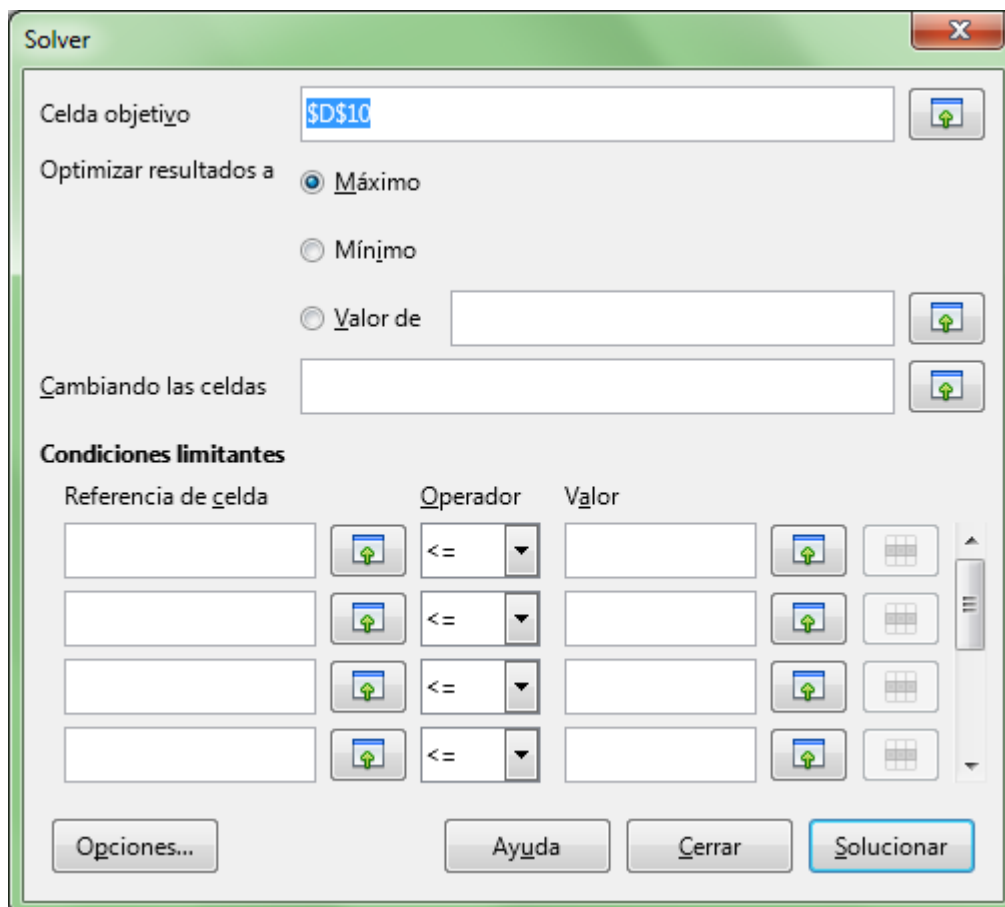 Solver
Celda objetivo $D$10
Optimizar resultados a Máximo
Mínimo
Valor de
Cambiando las celdas
Condiciones limitantes
Referencia de celda Operador Valor
<=
<=
<=
<=
Opciones... Ayuda Cerrar Solucionar